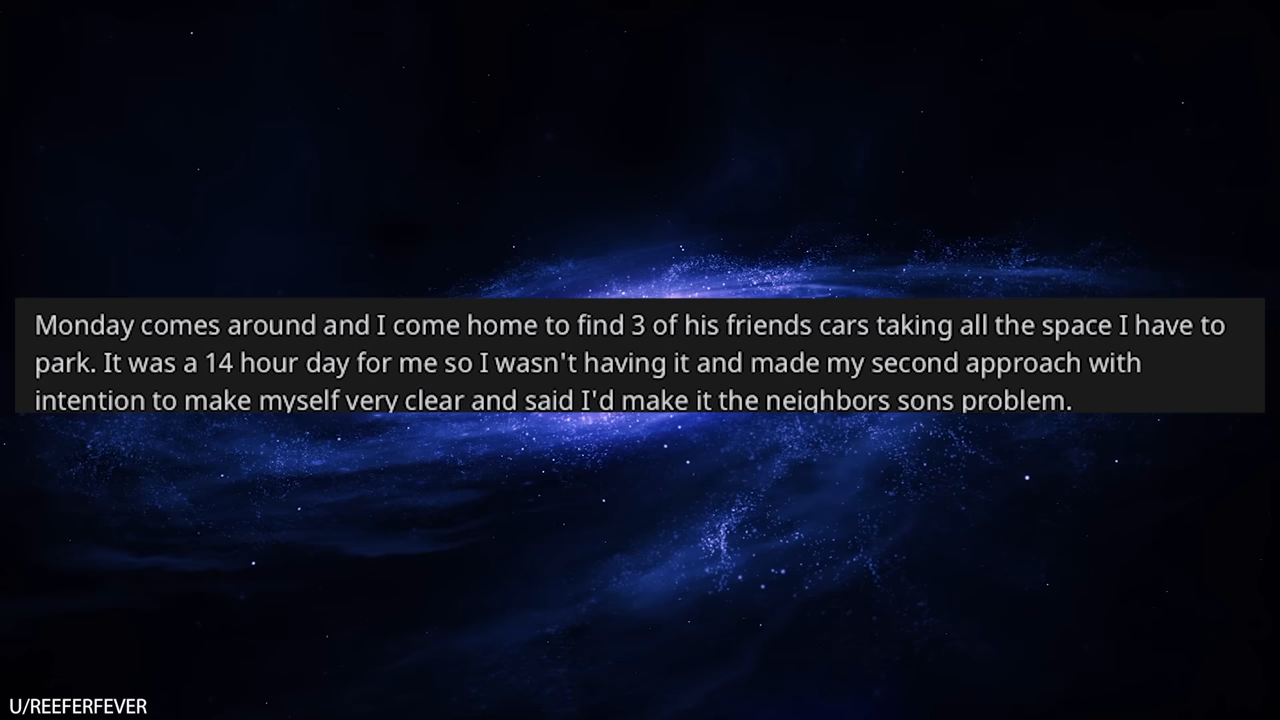 Monday comes around and I come home to find 3 of his friends cars taking all the space I have to
park. It was a 14 hour day for me so I wasn't having it and made my second approach with
intention to make myself very clear and said I'd make it the neighbors sons problem.
U/REEFERFEVER